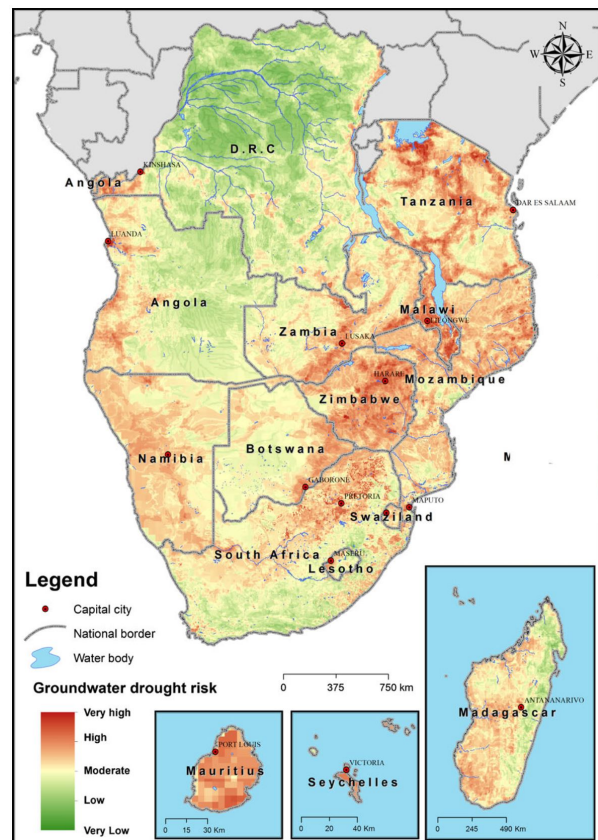 N
W E
S
D.R.C
KINSHASA
Angola
Tanzania
DAR ES SALAAM
LUANDA
Angola
Malawi
LILONGWE
Zambia
LUSAKA
HARARE
Mozambique
Zimbabwe
Botswana
Namibia
M
GABORONE
PRETORIA
MAPUTO
Swaziland
South Africa
MASERU
Lesotho
Legend
Capital city
National border
Water body
Groundwater drought risk
Very high
High
Moderate
Low
Very Low
0 375 750 km
PORT LOUIS
Mauritius
0 30 60 Km
VICTORIA
Seychelles
0 20 40 Km
ANTANANARIVO
Madagascar
0 245 490 Km